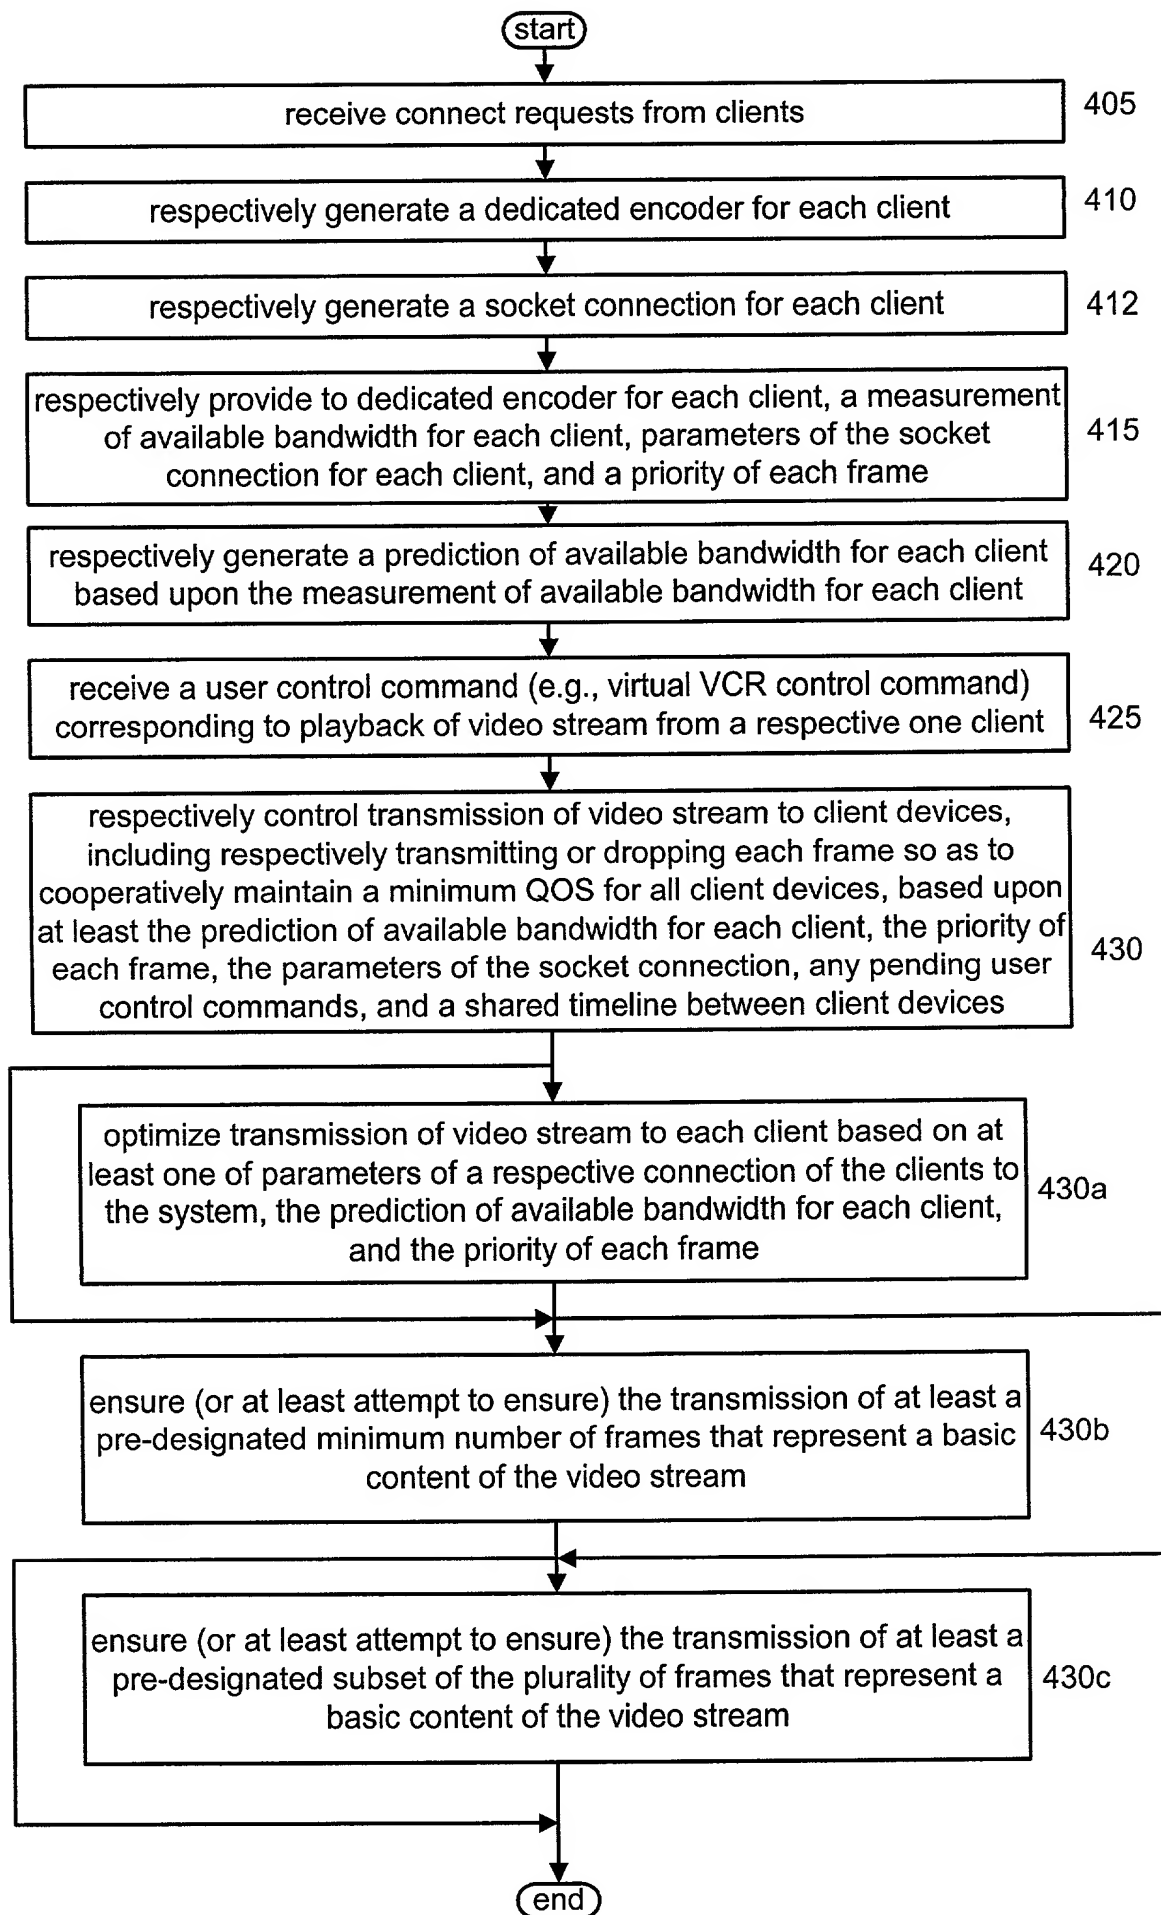 start
receive connect requests from clients
405
respectively generate a dedicated encoder for each client
410
respectively generate a socket connection for each client
412
respectively provide to dedicated encoder for each client, a measurement
of available bandwidth for each client, parameters of the socket
connection for each client, and a priority of each frame
415
respectively generate a prediction of available bandwidth for each client
based upon the measurement of available bandwidth for each client
420
receive a user control command (e.g., virtual VCR control command)
corresponding to playback of video stream from a respective one client
425
respectively control transmission of video stream to client devices,
including respectively transmitting or dropping each frame so as to
cooperatively maintain a minimum QOS for all client devices, based upon
at least the prediction of available bandwidth for each client, the priority of
each frame, the parameters of the socket connection, any pending user
control commands, and a shared timeline between client devices
430
optimize transmission of video stream to each client based on at
least one of parameters of a respective connection of the clients to
the system, the prediction of available bandwidth for each client,
and the priority of each frame
430a
ensure (or at least attempt to ensure) the transmission of at least a
pre-designated minimum number of frames that represent a basic
content of the video stream
430b
ensure (or at least attempt to ensure) the transmission of at least a
pre-designated subset of the plurality of frames that represent a
basic content of the video stream
430c
end